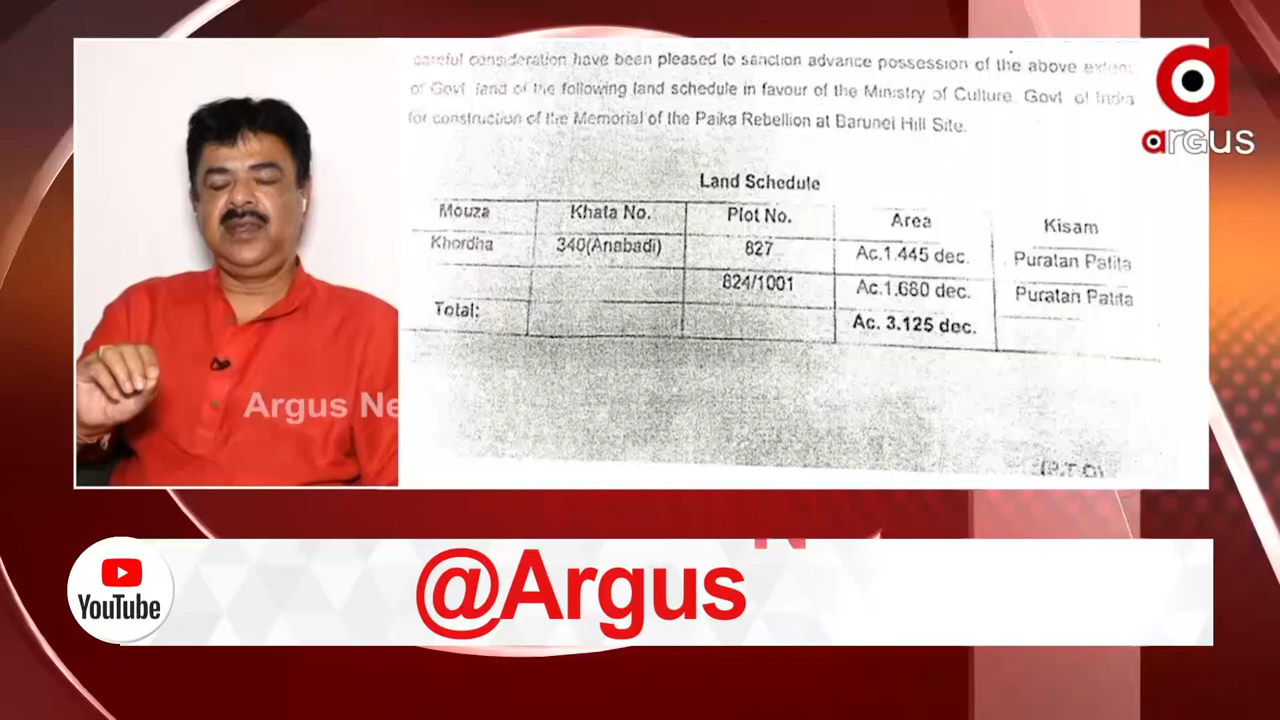 careful consideration have been pleased to sanction advance possession of the above extent
of Govt land of the following land schedule in favour of the Ministry of Culture, Govt of India
for construction of the Memorial of the Paika Rebellion at Barunei Hill Site.
argus
Land Schedule
Mouza Khata No. Plot No. Area Kisam
Khordha 340(Anabadi) 827 Ac.1.445 dec. Puratan Patita
824/1001 Ac.1.680 dec. Puratan Patita
Total: Ac. 3.125 dec.
Argus Ne
(P.T.O)
YouTube
@Argus